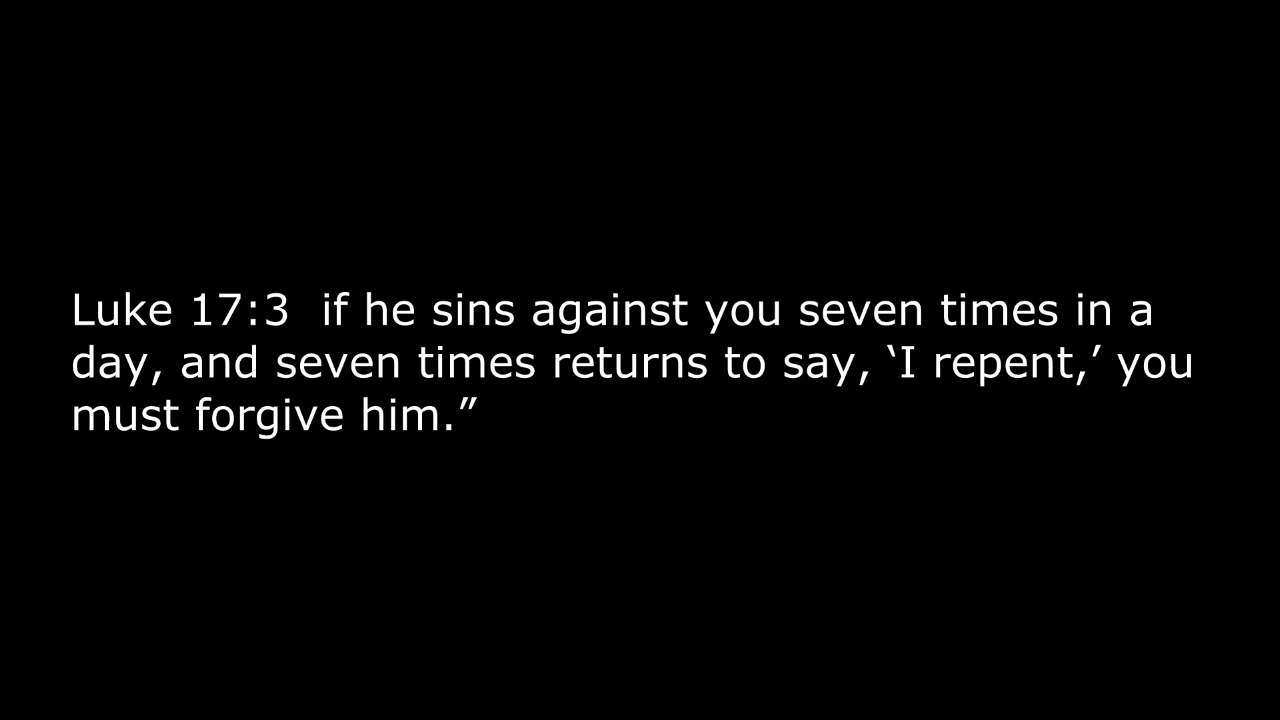 Luke 17:3  if he sins against you seven times in a
day, and seven times returns to say, ‘I repent,’ you
must forgive him.”